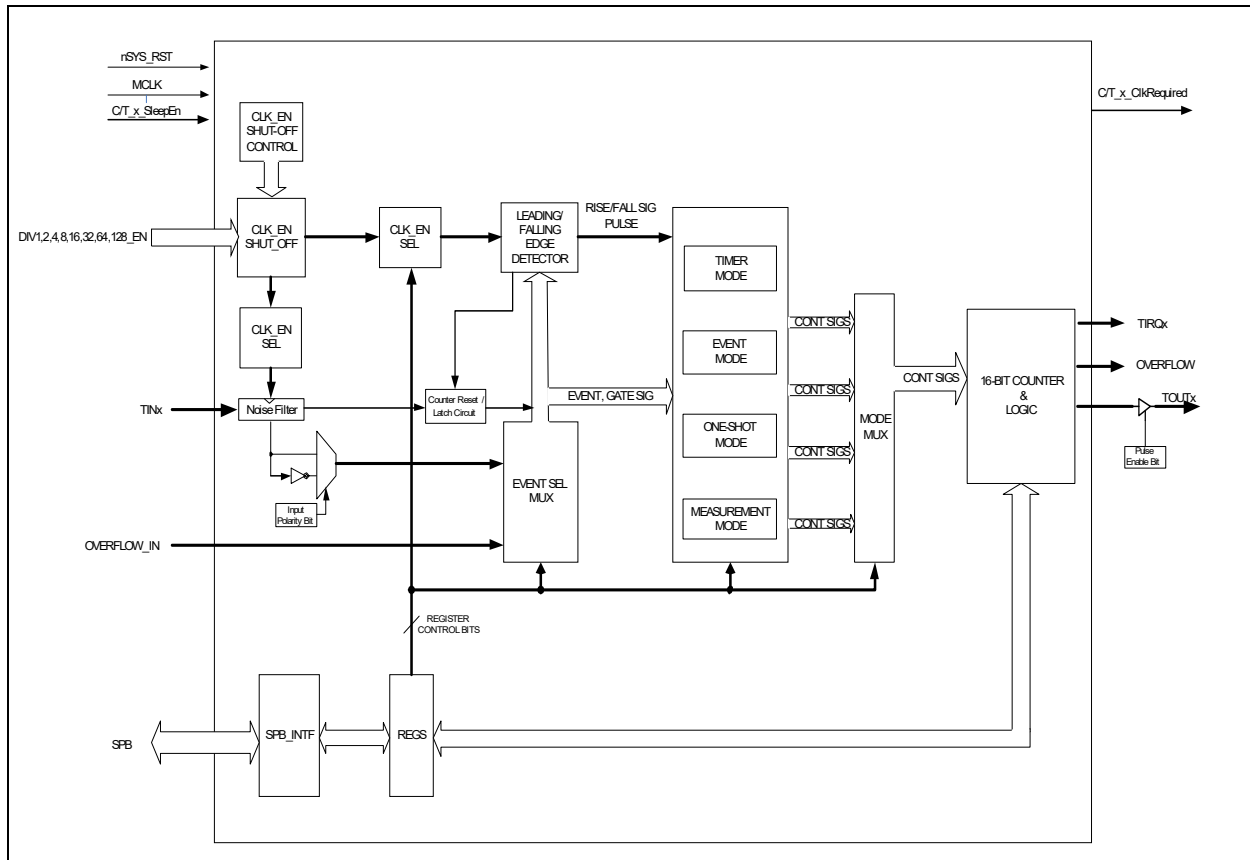 nSYS_RST
MCLK
C/T_x_SleepEn
C/T_x_ClkRequired
CLK_EN
SHUT-OFF
CONTROL
DIV1,2,4,8,16,32,64,128_EN
CLK_EN
SHUT_OFF
CLK_EN
SEL
LEADING/
FALLING
EDGE
DETECTOR
RISE/FALL SIG
PULSE
TIMER
MODE
CLK_EN
SEL
EVENT
MODE
CONT SIGS
TINx
Noise Filter
Counter Reset /
Latch Circuit
EVENT, GATE SIG
CONT SIGS
ONE-SHOT
MODE
CONT SIGS
MODE
MUX
CONT SIGS
16-BIT COUNTER
&
LOGIC
TIRQx
OVERFLOW
TOUTx
Pulse
Enable Bit
Input
Polarity Bit
EVENT SEL
MUX
MEASUREMENT
MODE
CONT SIGS
OVERFLOW_IN
REGISTER
CONTROL BITS
SPB
SPB_INTF
REGS